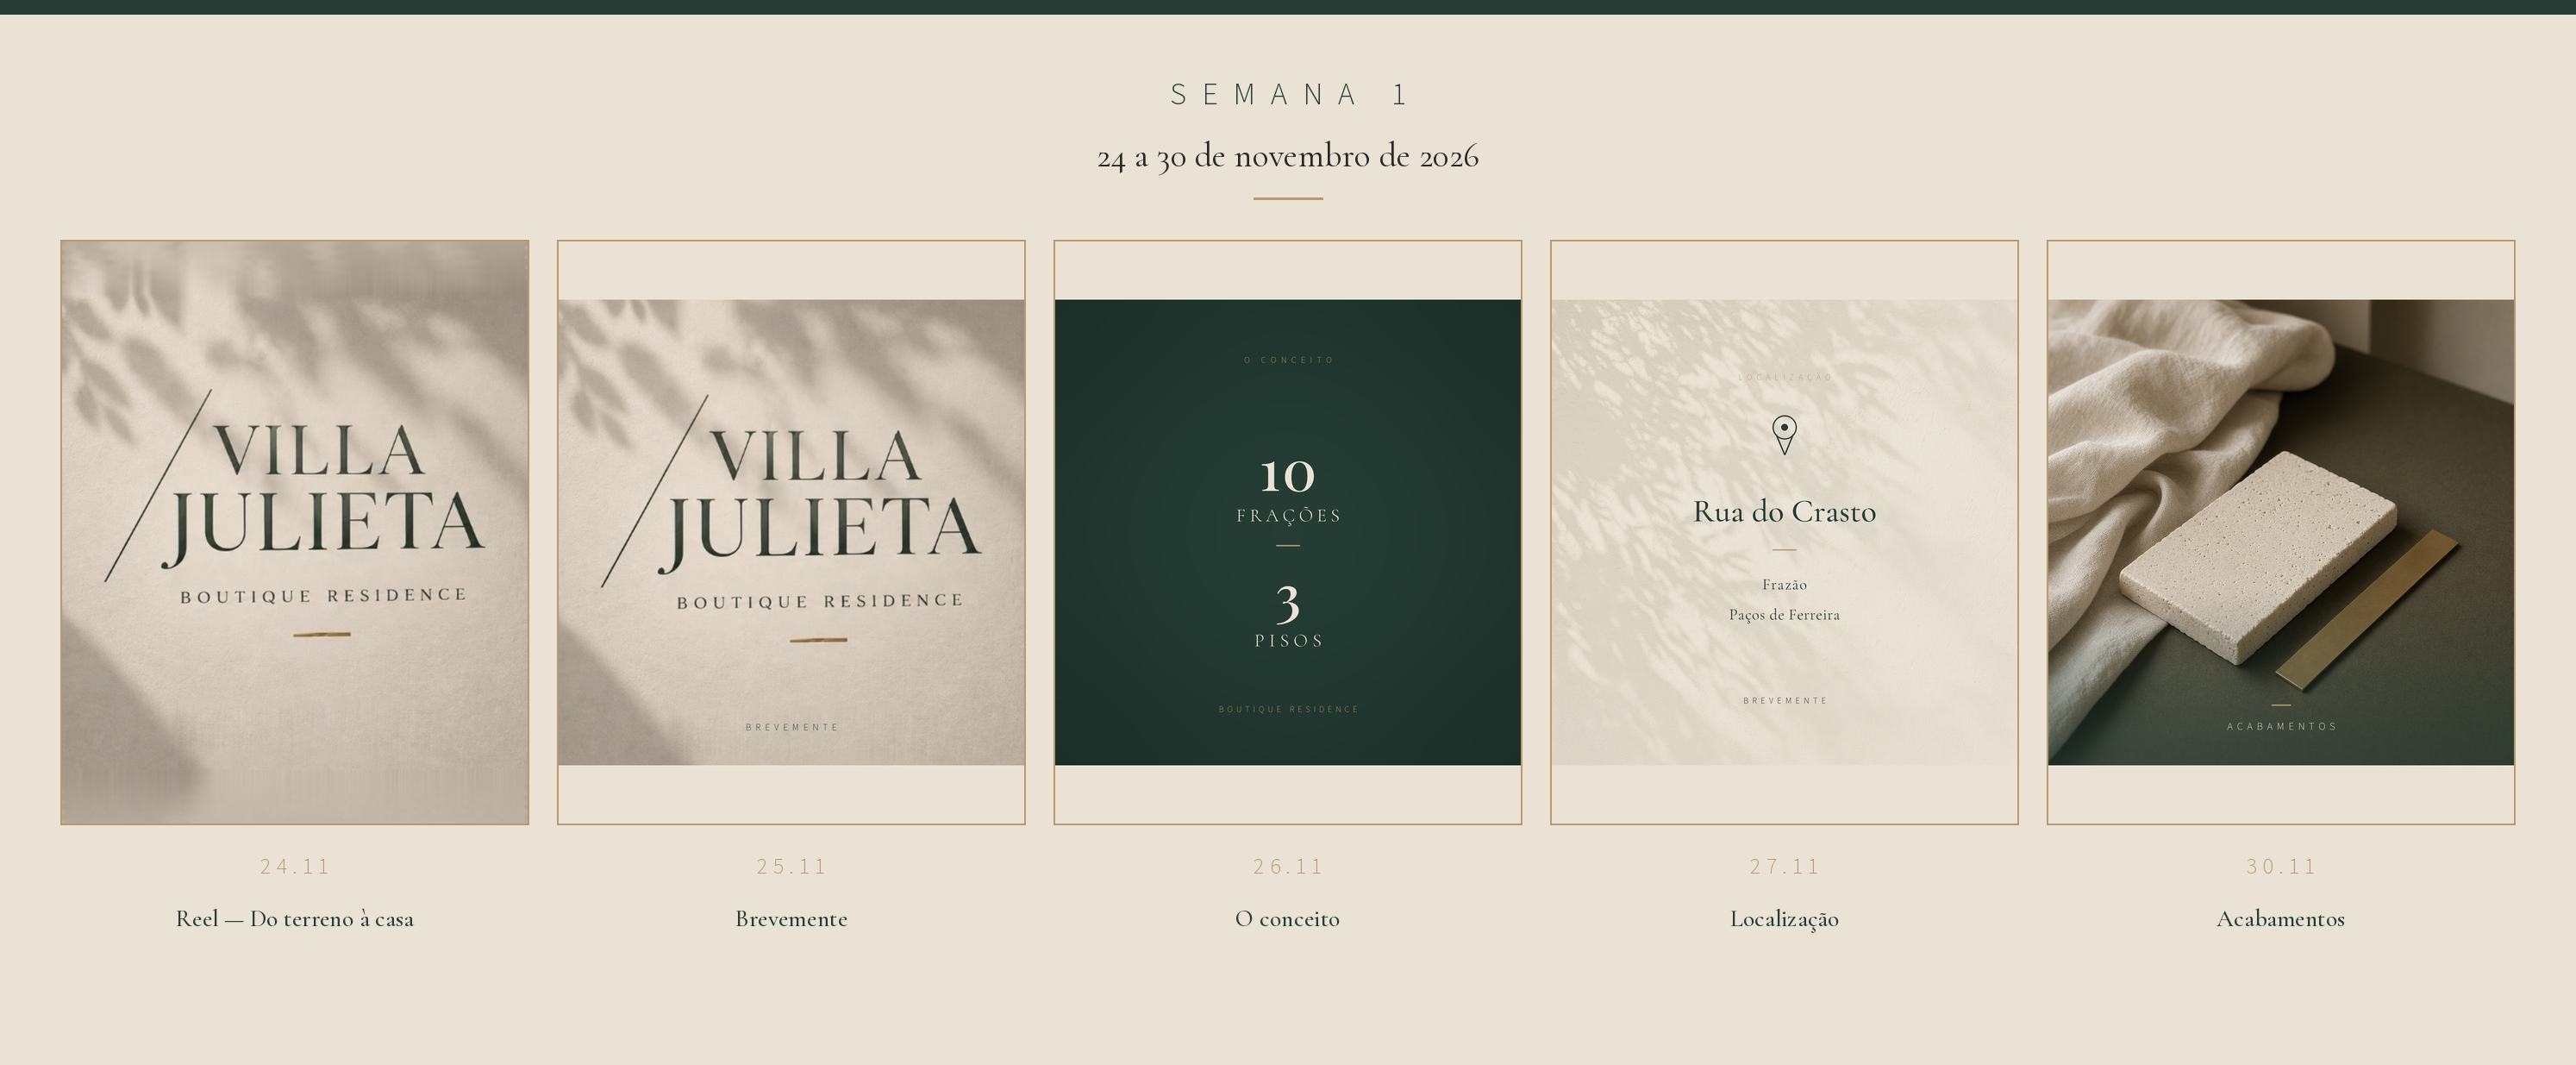 SEMANA 1
24 a 30 de novembro de 2026
VILLA
JULIETA
BOUTIQUE RESIDENCE
24.11
Reel — Do terreno à casa
VILLA
JULIETA
BOUTIQUE RESIDENCE
BREVEMENTE
25.11
Brevemente
O CONCEITO
10
FRAÇÕES
3
PISOS
BOUTIQUE RESIDENCE
26.11
O conceito
LOCALIZAÇÃO
Rua do Crasto
Frazão
Paços de Ferreira
BREVEMENTE
27.11
Localização
ACABAMENTOS
30.11
Acabamentos